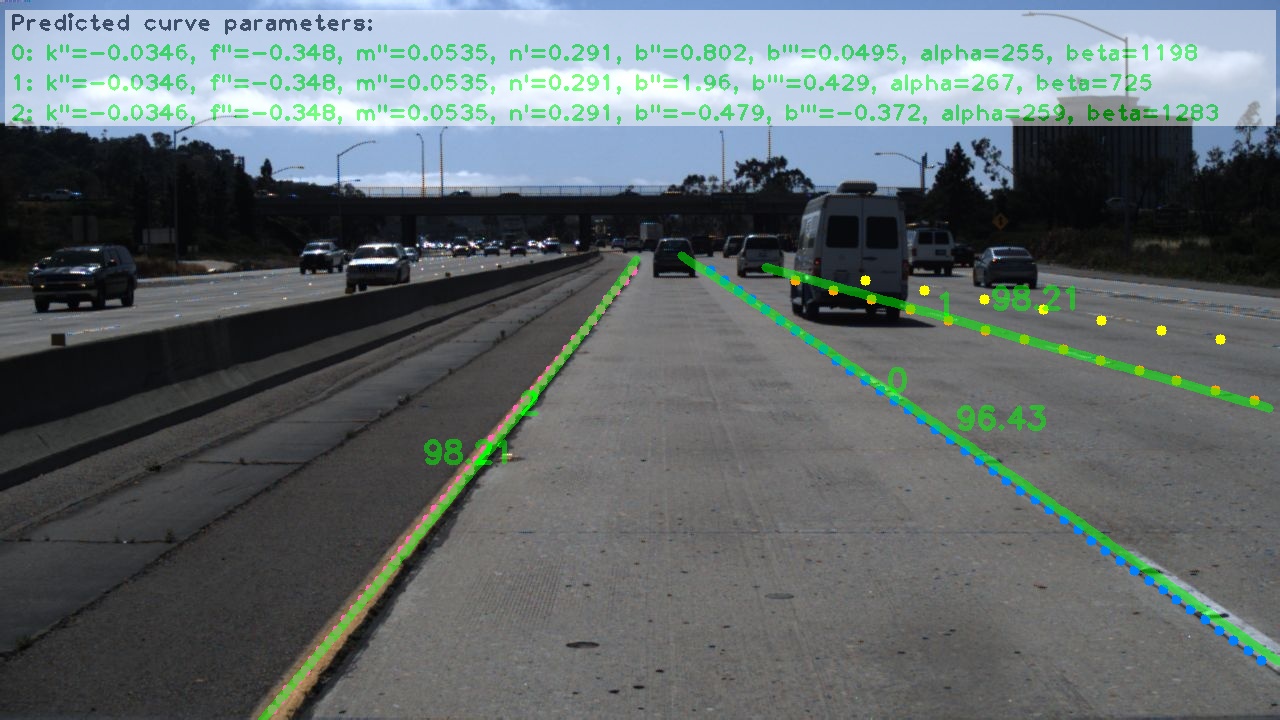 Predicted curve parameters:
0: k''=-0.0346, f''=-0.348, m''=0.0535, n'=0.291, b''=0.802, b'''=0.0495, alpha=255, beta=1198
1: k''=-0.0346, f''=-0.348, m''=0.0535, n'=0.291, b''=1.96, b'''=0.429, alpha=267, beta=725
2: k''=-0.0346, f''=-0.348, m''=0.0535, n'=0.291, b''=-0.479, b'''=-0.372, alpha=259, beta=1283
1 98.21
0
96.43
2
98.21